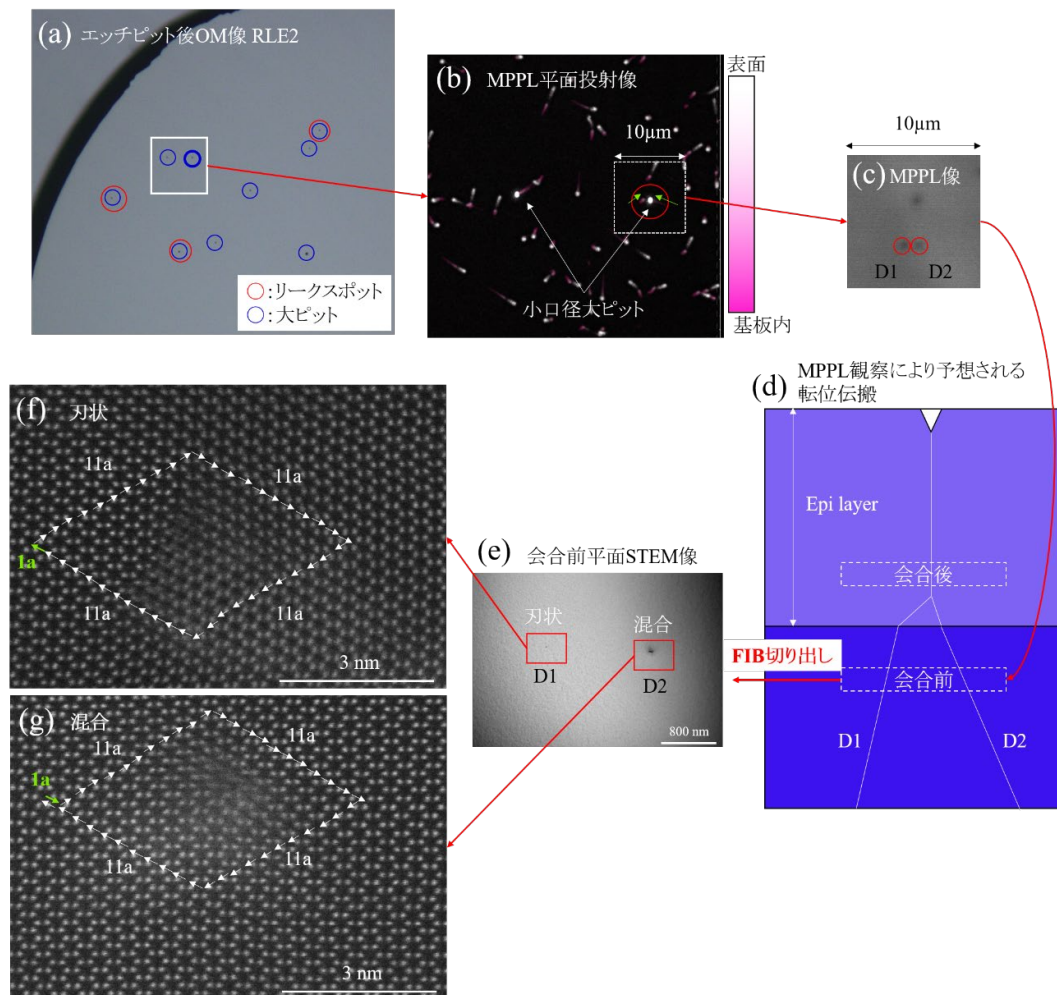 (a) エッチピット後OM像 RLE2
○:リークスポット
○:大ピット
(b) MPPL平面投射像
10μm
小口径大ピット
表面
基板内
10μm
(c) MPPL像
D1 D2
(d) MPPL観察により予想される
転位伝搬
Epi layer
会合後
会合前
D1 D2
FIB切り出し
(e) 会合前平面STEM像
刃状 混合
D1 D2
800 nm
(f) 刃状
11a 11a
1a
11a 11a
3 nm
(g) 混合
11a 11a
1a
11a 11a
3 nm